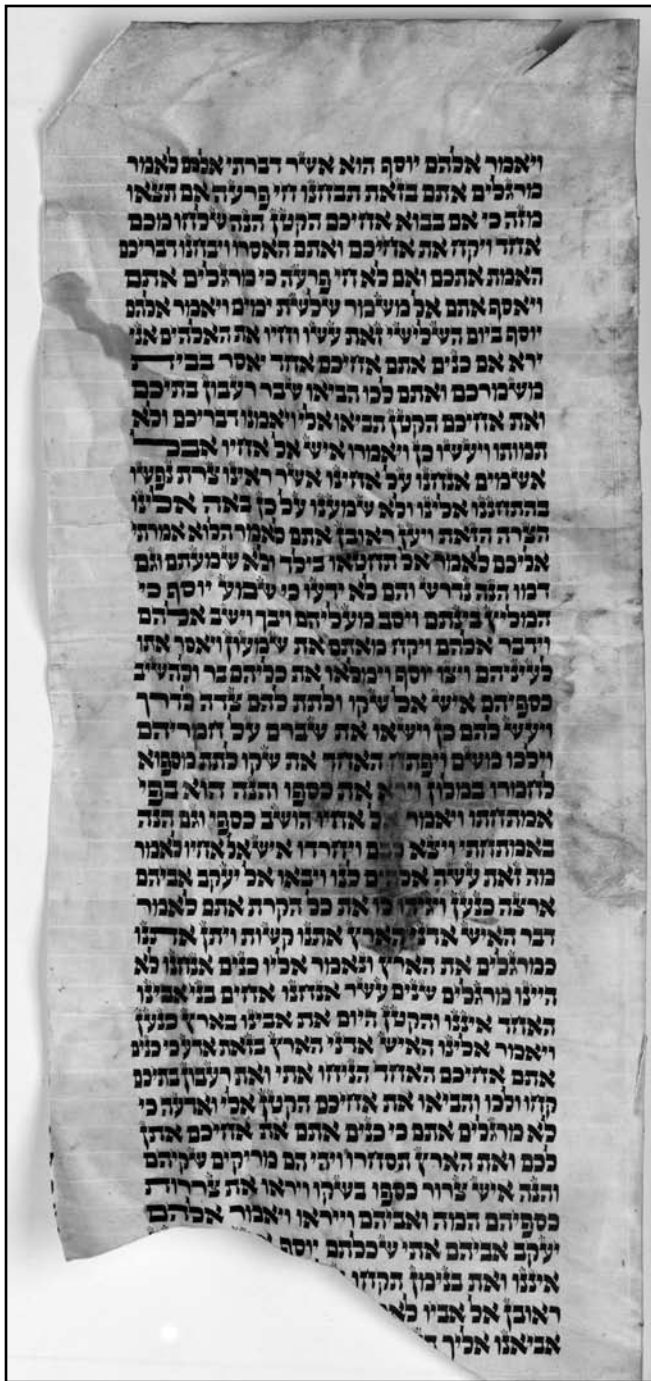 ויאמר אלהם יוסף הוא אשר דברתי אלכם לאמר
מרגלים אתם בזאת תבחנו חי פרעה אם תצאו
מזה כי אם בבוא אחיכם הקטן הנה שלחו מכם
אחד ויקח את אחיכם ואתם האסרו ויבחנו דבריכם
האמת אתכם ואם לא חי פרעה כי מרגלים אתם
ויאסף אתם אל משמר שלשת ימים ויאמר אלהם
יוסף ביום השלישי זאת עשו וחיו את האלהים אני
ירא אם כנים אתם אחיכם אחד יאסר בבית
משמרכם ואתם לכו הביאו שבר רעבון בתיכם
ואת אחיכם הקטן הביאו אלי ויאמנו דבריכם ולא
תמותו ויעשו כן ויאמרו איש אל אחיו אבל
אשמים אנחנו על אחינו אשר ראינו צרת נפשו
בהתחננו אלינו ולא שמענו על כן באה אלינו
הצרה הזאת ויען ראובן אתם לאמר הלוא אמרתי
אליכם לאמר אל תחטאו בילד ולא שמעתם וגם
דמו הנה נדרש והם לא ידעו כי שמע יוסף כי
המליץ בינתם ויסב מעליהם ויבך וישב אלהם
וידבר אלהם ויקח מאתם את שמעון ויאסר אתו
לעיניהם ויצו יוסף וימלאו את כליהם בר ולהשיב
כספיהם איש אל שקו ולתת להם צדה לדרך
ויעש להם כן וישאו את שברם על חמריהם
וילכו משם ויפתח האחד את שקו לתת מספוא
לחמרו במלון וירא את כספו והנה הוא בפי
אמתחתו ויאמר אל אחיו הושב כספי וגם הנה
באמתחתי ויצא לבם ויחרדו איש אל אחיו לאמר
מה זאת עשה אלהים לנו ויבאו אל יעקב אביהם
ארצה כנען ויגידו לו את כל הקרת אתם לאמר
דבר האיש אדני הארץ אתנו קשות ויתן אתנו
כמרגלים את הארץ ונאמר אליו כנים אנחנו לא
היינו מרגלים שנים עשר אנחנו אחים בני אבינו
האחד איננו והקטן היום את אבינו בארץ כנען
ויאמר אלינו האיש אדני הארץ בזאת אדע כי כנים
אתם אחיכם האחד הניחו אתי ואת רעבון בתיכם
קחו ולכו והביאו את אחיכם הקטן אלי ואדעה כי
לא מרגלים אתם כי כנים אתם את אחיכם אתן
לכם ואת הארץ תסחרו ויהי הם מריקים שקיהם
והנה איש צרור כספו בשקו ויראו את צררות
כספיהם המה ואביהם וייראו ויאמר אלהם
יעקב אביהם אתי שכלתם יוסף
איננו ואת בנימן תקחו
ראובן אל אביו
אביאנו אליך